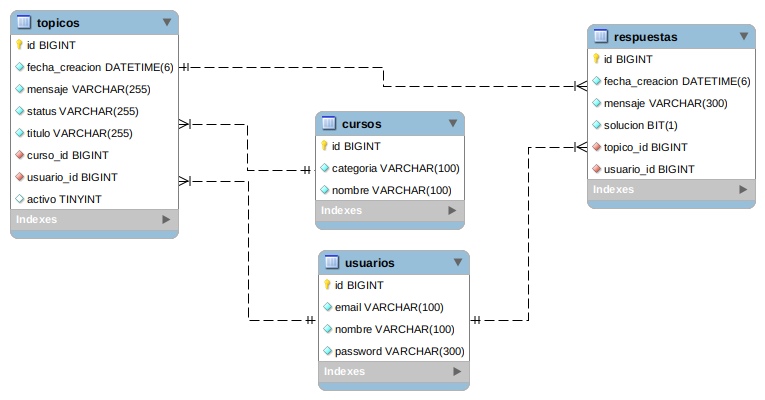 topicos
id BIGINT
fecha_creacion DATETIME(6)
mensaje VARCHAR(255)
status VARCHAR(255)
titulo VARCHAR(255)
curso_id BIGINT
usuario_id BIGINT
activo TINYINT
Indexes
cursos
id BIGINT
categoria VARCHAR(100)
nombre VARCHAR(100)
Indexes
usuarios
id BIGINT
email VARCHAR(100)
nombre VARCHAR(100)
password VARCHAR(300)
Indexes
respuestas
id BIGINT
fecha_creacion DATETIME(6)
mensaje VARCHAR(300)
solucion BIT(1)
topico_id BIGINT
usuario_id BIGINT
Indexes